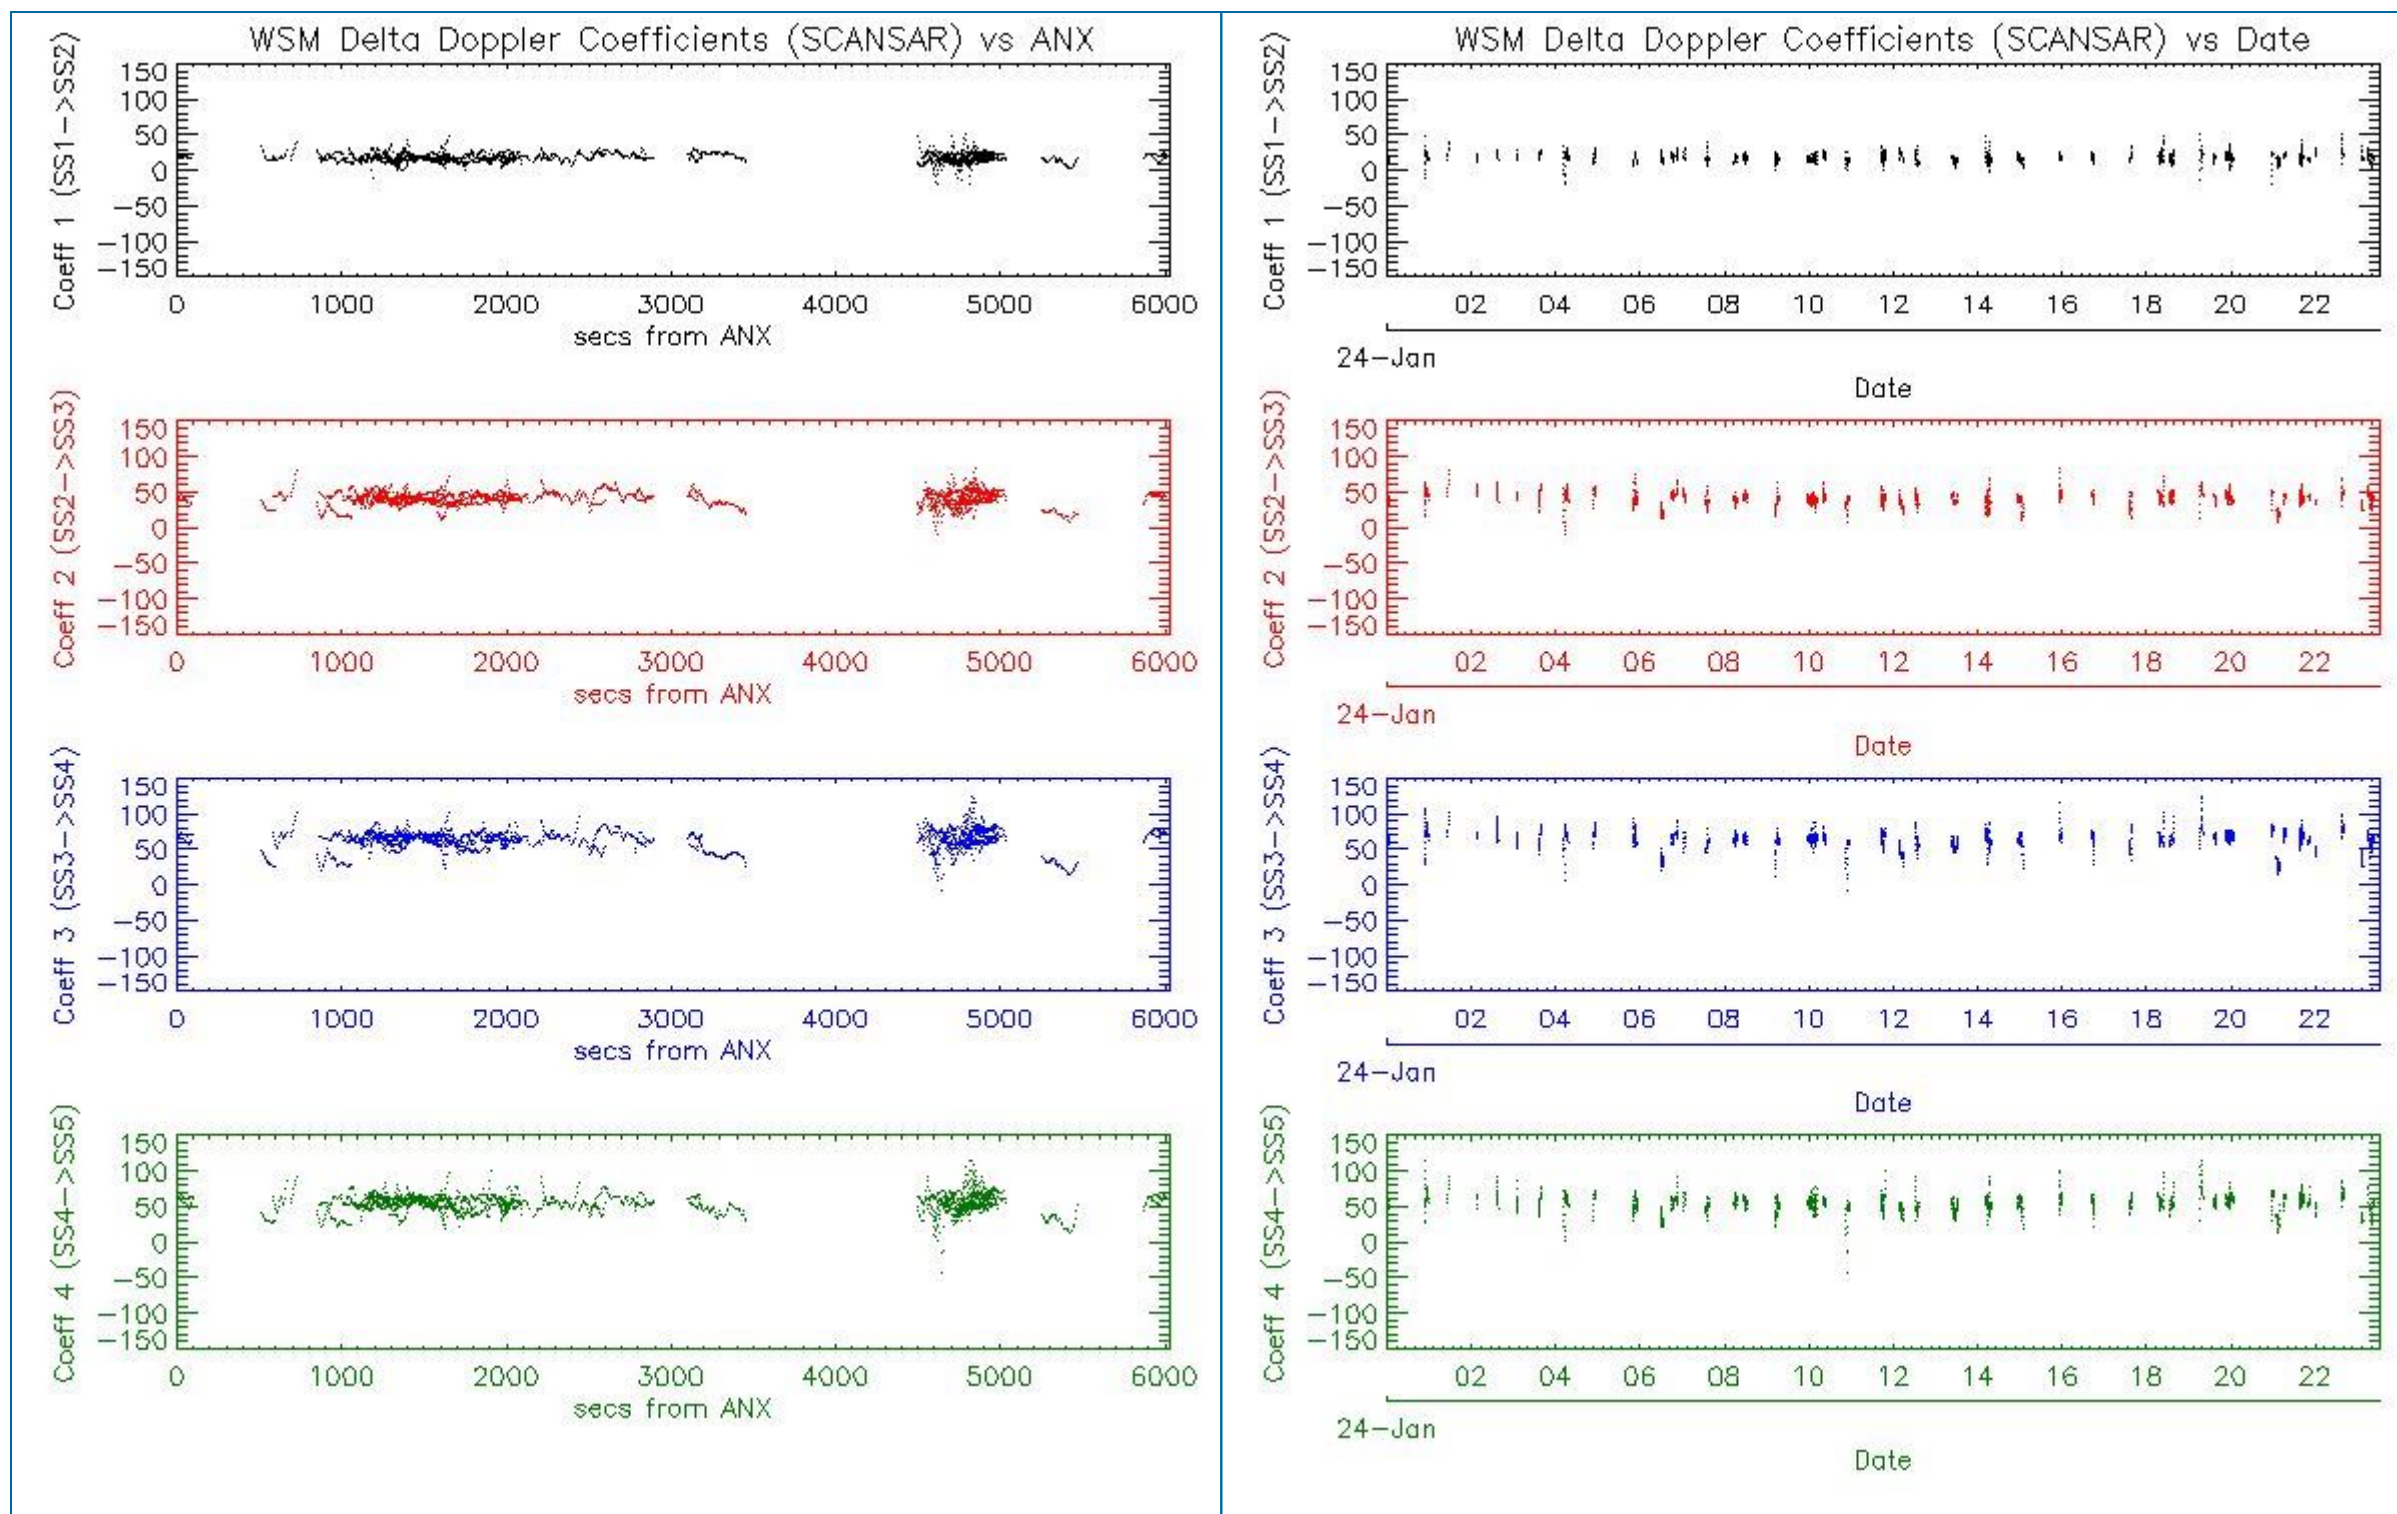 WSM Delta Doppler Coefficients (SCANSAR) vs ANX
Coeff 1 (SS1->SS2)
150
100
50
0
-50
-100
-150
0 1000 2000 3000 4000 5000 6000
secs from ANX
Coeff 2 (SS2->SS3)
150
100
50
0
-50
-100
-150
0 1000 2000 3000 4000 5000 6000
secs from ANX
Coeff 3 (SS3->SS4)
150
100
50
0
-50
-100
-150
0 1000 2000 3000 4000 5000 6000
secs from ANX
Coeff 4 (SS4->SS5)
150
100
50
0
-50
-100
-150
0 1000 2000 3000 4000 5000 6000
secs from ANX
WSM Delta Doppler Coefficients (SCANSAR) vs Date
Coeff 1 (SS1->SS2)
150
100
50
0
-50
-100
-150
02 04 06 08 10 12 14 16 18 20 22
24-Jan
Date
Coeff 2 (SS2->SS3)
150
100
50
0
-50
-100
-150
02 04 06 08 10 12 14 16 18 20 22
24-Jan
Date
Coeff 3 (SS3->SS4)
150
100
50
0
-50
-100
-150
02 04 06 08 10 12 14 16 18 20 22
24-Jan
Date
Coeff 4 (SS4->SS5)
150
100
50
0
-50
-100
-150
02 04 06 08 10 12 14 16 18 20 22
24-Jan
Date